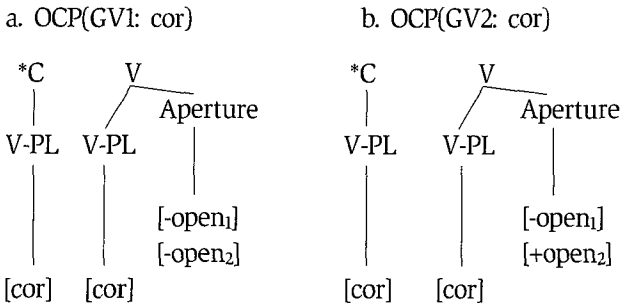 a. OCP(GV1: cor)
*C V
Aperture
V-PL V-PL
[-open₁]
[-open₂]
[cor] [cor]
b. OCP(GV2: cor)
*C V
Aperture
V-PL V-PL
[-open₁]
[+open₂]
[cor] [cor]